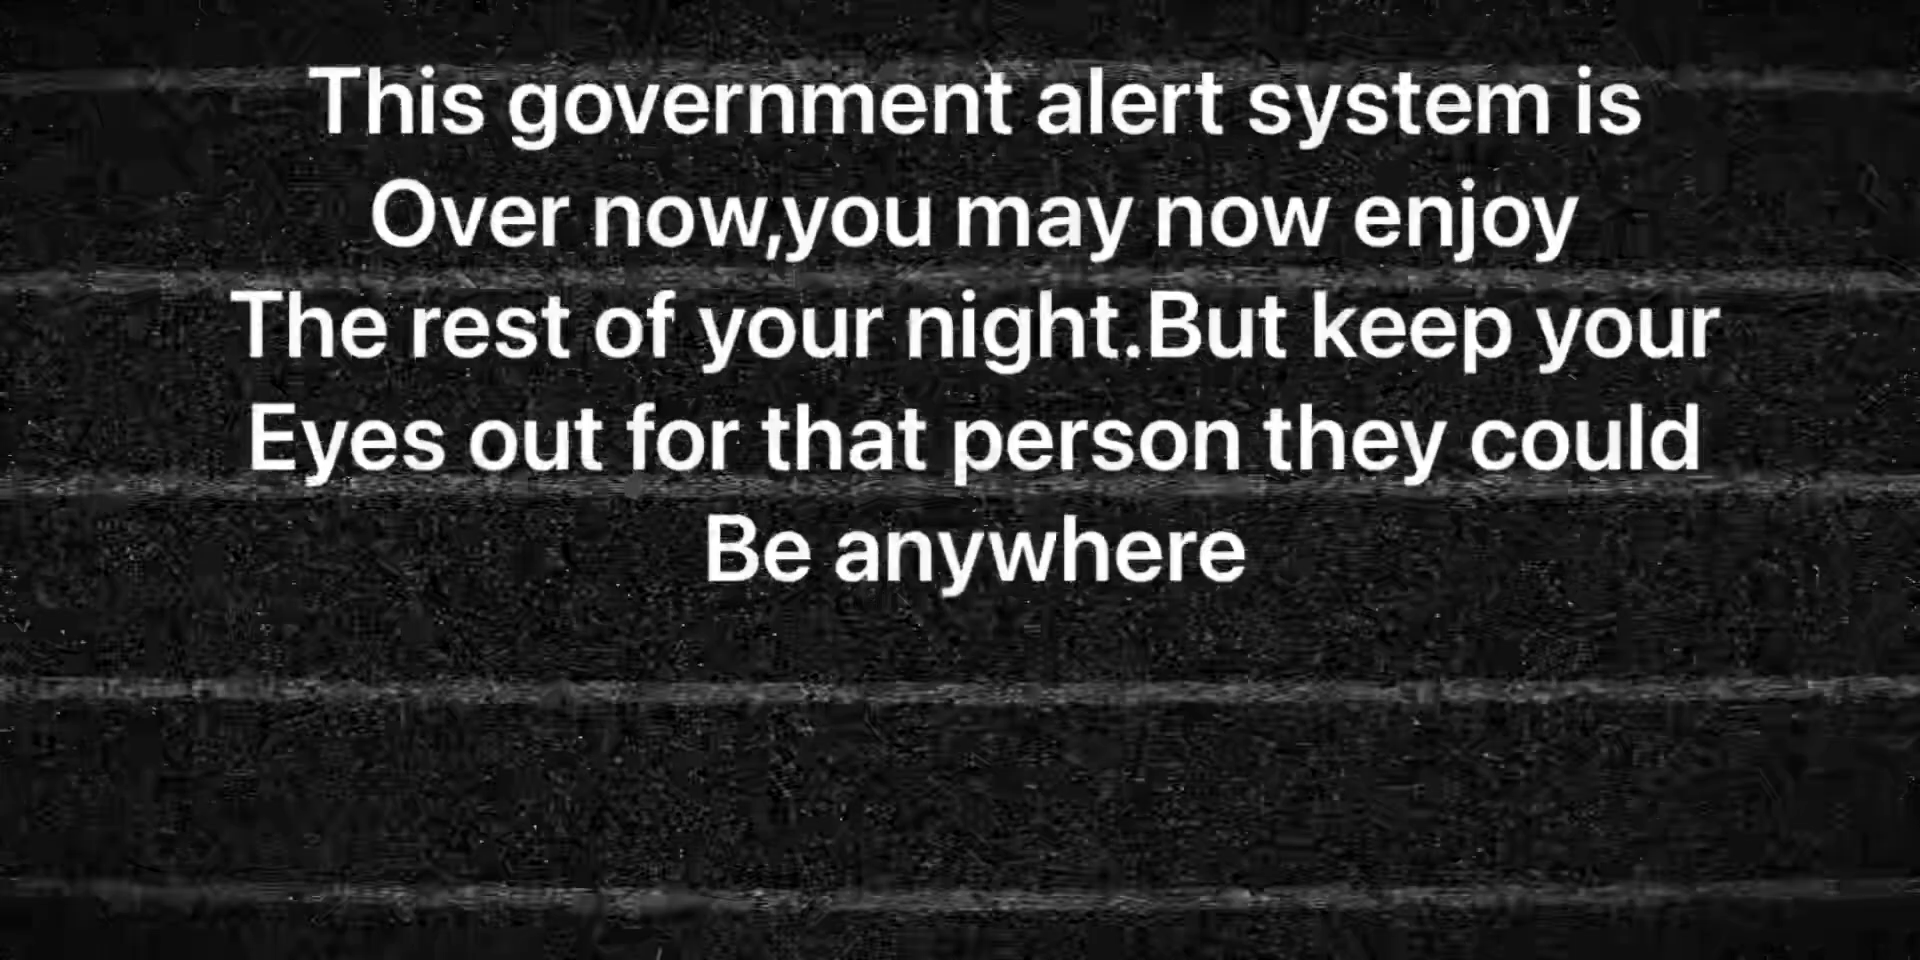 This government alert system is
Over now,you may now enjoy
The rest of your night.But keep your
Eyes out for that person they could
Be anywhere